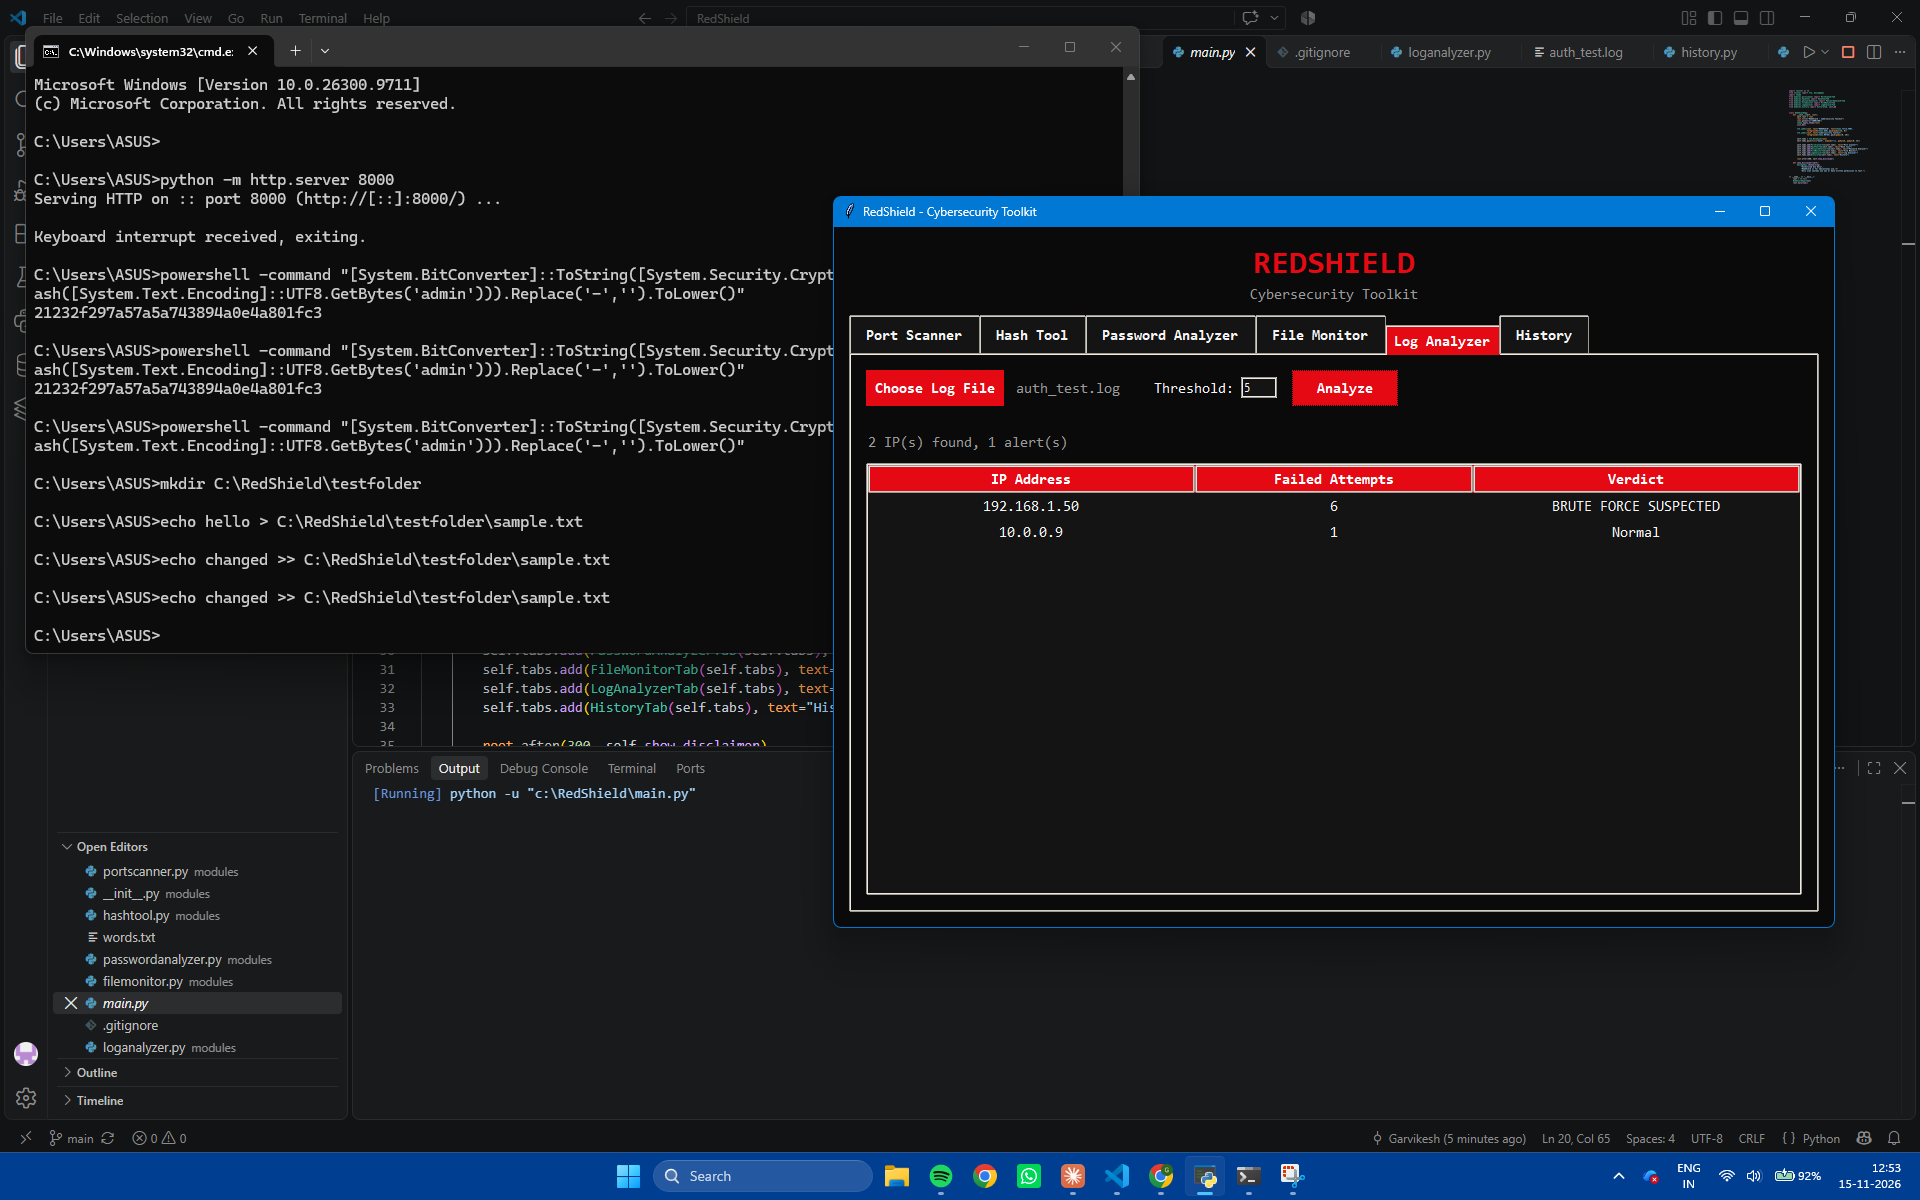 File Edit Selection View Go Run Terminal Help
RedShield
C:\Windows\system32\cmd.e:
main.py
.gitignore
loganalyzer.py
auth_test.log
history.py
Microsoft Windows [Version 10.0.26300.9711]
(c) Microsoft Corporation. All rights reserved.
C:\Users\ASUS>
C:\Users\ASUS>python -m http.server 8000
Serving HTTP on :: port 8000 (http://[::]:8000/) ...
Keyboard interrupt received, exiting.
C:\Users\ASUS>powershell -command "[System.BitConverter]::ToString([System.Security.Crypt
ash([System.Text.Encoding]::UTF8.GetBytes('admin'))).Replace('-','').ToLower()"
21232f297a57a5a743894a0e4a801fc3
C:\Users\ASUS>powershell -command "[System.BitConverter]::ToString([System.Security.Crypt
ash([System.Text.Encoding]::UTF8.GetBytes('admin'))).Replace('-','').ToLower()"
21232f297a57a5a743894a0e4a801fc3
C:\Users\ASUS>powershell -command "[System.BitConverter]::ToString([System.Security.Crypt
ash([System.Text.Encoding]::UTF8.GetBytes('admin'))).Replace('-','').ToLower()"
C:\Users\ASUS>mkdir C:\RedShield\testfolder
C:\Users\ASUS>echo hello > C:\RedShield\testfolder\sample.txt
C:\Users\ASUS>echo changed >> C:\RedShield\testfolder\sample.txt
C:\Users\ASUS>echo changed >> C:\RedShield\testfolder\sample.txt
C:\Users\ASUS>
RedShield - Cybersecurity Toolkit
REDSHIELD
Cybersecurity Toolkit
Port Scanner
Hash Tool
Password Analyzer
File Monitor
Log Analyzer
History
Choose Log File auth_test.log Threshold: 5 Analyze
2 IP(s) found, 1 alert(s)
IP Address Failed Attempts Verdict
192.168.1.50 6 BRUTE FORCE SUSPECTED
10.0.0.9 1 Normal
31 self.tabs.add(FileMonitorTab(self.tabs), text=
32 self.tabs.add(LogAnalyzerTab(self.tabs), text=
33 self.tabs.add(HistoryTab(self.tabs), text="His
34
35 root.after(300, self.show_disclaimer)
Problems Output Debug Console Terminal Ports
[Running] python -u "c:\RedShield\main.py"
Open Editors
portscanner.py modules
__init__.py modules
hashtool.py modules
words.txt
passwordanalyzer.py modules
filemonitor.py modules
main.py
.gitignore
loganalyzer.py modules
Outline
Timeline
main
0 0
Garvikesh (5 minutes ago)
Ln 20, Col 65
Spaces: 4
UTF-8
CRLF
{ } Python
Search
ENG
IN
92%
12:53
15-11-2026